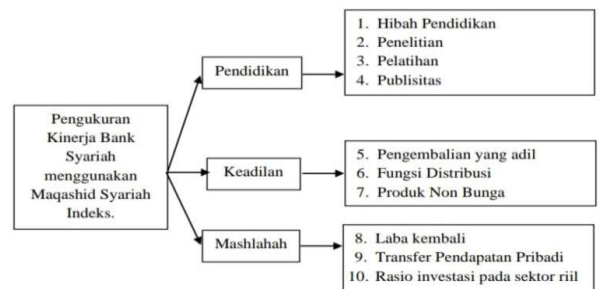 Pengukuran
Kinerja Bank
Syariah
menggunakan
Maqashid Syariah
Indeks.
Pendidikan
1. Hibah Pendidikan
2. Penelitian
3. Pelatihan
4. Publisitas
Keadilan
5. Pengembalian yang adil
6. Fungsi Distribusi
7. Produk Non Bunga
Mashlahah
8. Laba kembali
9. Transfer Pendapatan Pribadi
10. Rasio investasi pada sektor riil